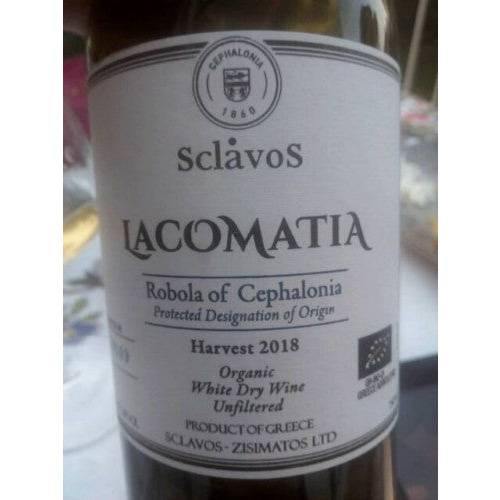 CEPHALONIA
1860
sclavos
LACOMATIA
Robola of Cephalonia
Protected Designation of Origin
Harvest 2018
Organic
White Dry Wine
Unfiltered
PRODUCT OF GREECE
SCLAVOS - ZISIMATOS LTD